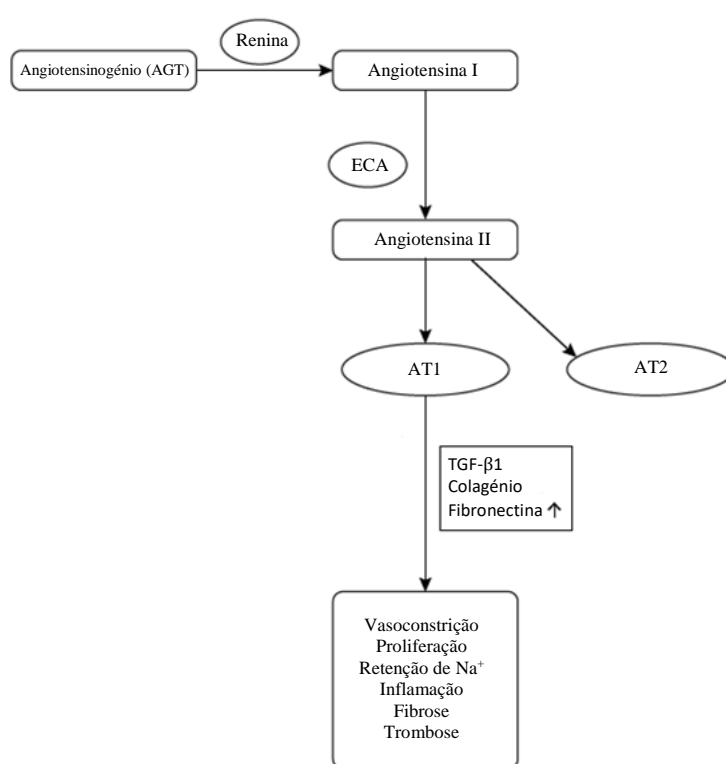 Renina
Angiotensinogénio (AGT)
Angiotensina I
ECA
Angiotensina II
AT1
AT2
TGF-β1
Colagénio
Fibronectina ↑
Vasoconstrição
Proliferação
Retenção de Na⁺
Inflamação
Fibrose
Trombose